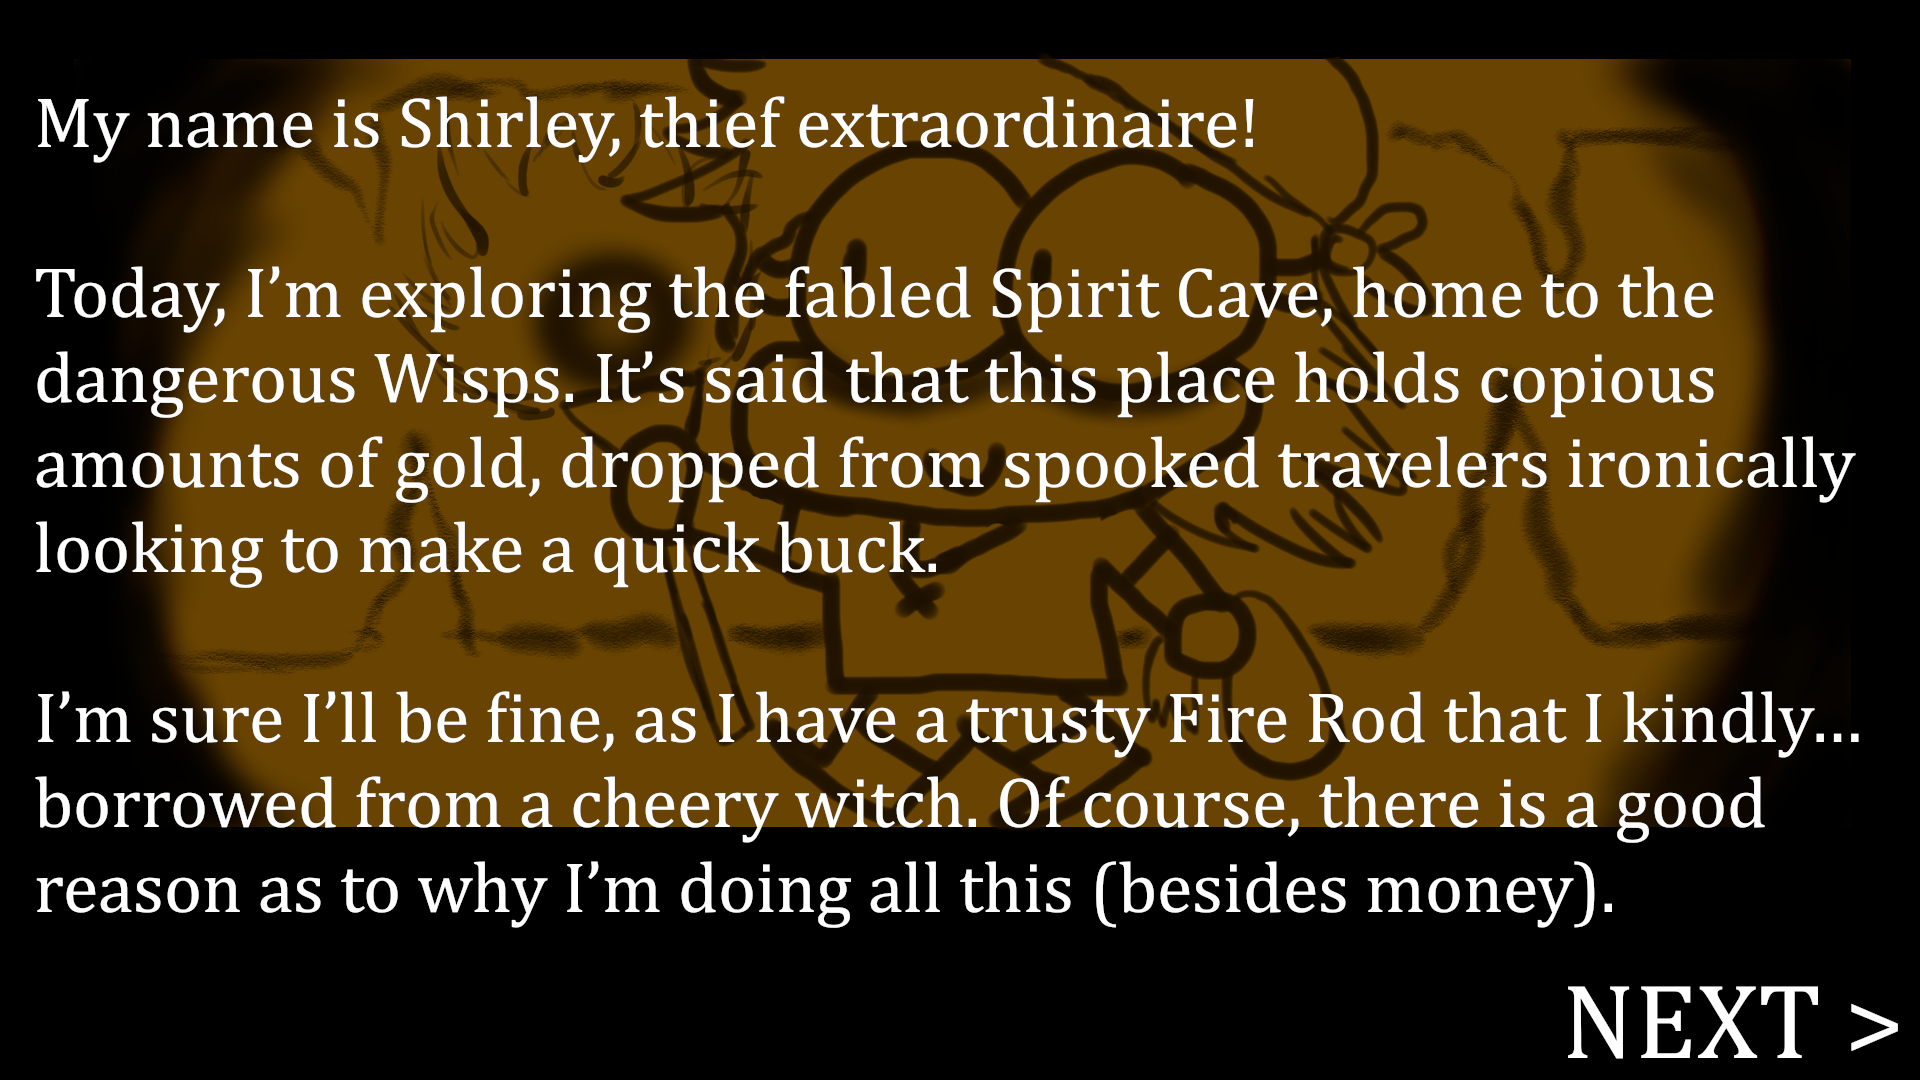 My name is Shirley, thief extraordinaire!
Today, I’m exploring the fabled Spirit Cave, home to the
dangerous Wisps. It’s said that this place holds copious
amounts of gold, dropped from spooked travelers ironically
looking to make a quick buck.
I’m sure I’ll be fine, as I have a trusty Fire Rod that I kindly…
borrowed from a cheery witch. Of course, there is a good
reason as to why I’m doing all this (besides money).
NEXT >